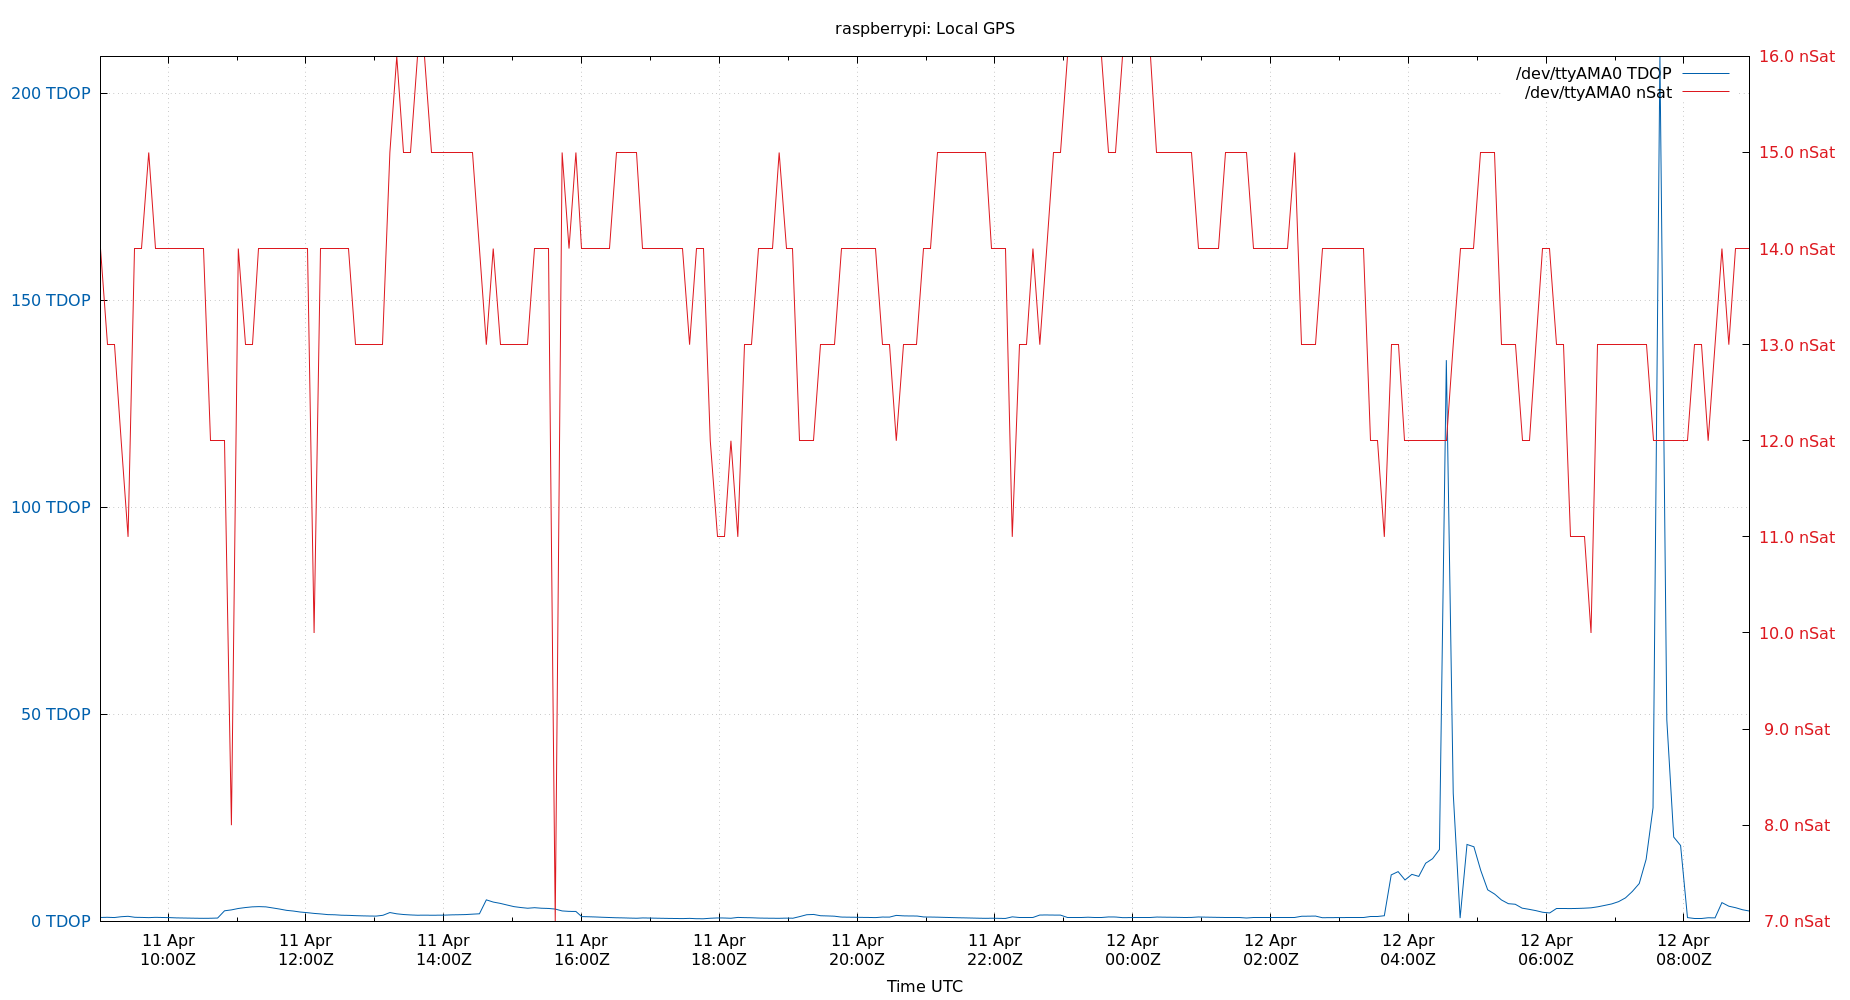 raspberrypi: Local GPS
/dev/ttyAMA0 TDOP
/dev/ttyAMA0 nSat
200 TDOP
150 TDOP
100 TDOP
50 TDOP
0 TDOP
16.0 nSat
15.0 nSat
14.0 nSat
13.0 nSat
12.0 nSat
11.0 nSat
10.0 nSat
9.0 nSat
8.0 nSat
7.0 nSat
11 Apr 11 Apr 11 Apr 11 Apr 11 Apr 11 Apr 11 Apr 12 Apr 12 Apr 12 Apr 12 Apr 12 Apr
10:00Z 12:00Z 14:00Z 16:00Z 18:00Z 20:00Z 22:00Z 00:00Z 02:00Z 04:00Z 06:00Z 08:00Z
Time UTC